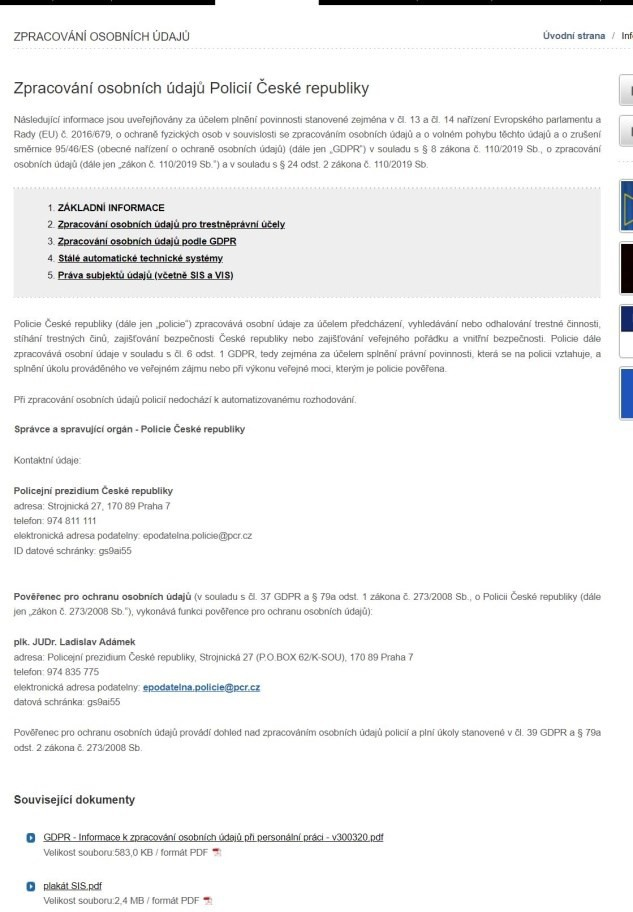 ZPRACOVÁNÍ OSOBNÍCH ÚDAJŮ
Úvodní strana / Inf
Zpracování osobních údajů Policií České republiky
Následující informace jsou uveřejňovány za účelem plnění povinnosti stanovené zejména v čl. 13 a čl. 14 nařízení Evropského parlamentu a
Rady (EU) č. 2016/679, o ochraně fyzických osob v souvislosti se zpracováním osobních údajů a o volném pohybu těchto údajů a o zrušení
směrnice 95/46/ES (obecné nařízení o ochraně osobních údajů) (dále jen „GDPR“) v souladu s § 8 zákona č. 110/2019 Sb., o zpracování
osobních údajů (dále jen „zákon č. 110/2019 Sb.“) a v souladu s § 24 odst. 2 zákona č. 110/2019 Sb.
1. ZÁKLADNÍ INFORMACE
2. Zpracování osobních údajů pro trestněprávní účely
3. Zpracování osobních údajů podle GDPR
4. Stálé automatické technické systémy
5. Práva subjektů údajů (včetně SIS a VIS)
Policie České republiky (dále jen „policie“) zpracovává osobní údaje za účelem předcházení, vyhledávání nebo odhalování trestné činnosti,
stíhání trestných činů, zajišťování bezpečnosti České republiky nebo zajišťování veřejného pořádku a vnitřní bezpečnosti. Policie dále
zpracovává osobní údaje v souladu s čl. 6 odst. 1 GDPR, tedy zejména za účelem splnění právní povinnosti, která se na policii vztahuje, a
splnění úkolu prováděného ve veřejném zájmu nebo při výkonu veřejné moci, kterým je policie pověřena.
Při zpracování osobních údajů policií nedochází k automatizovanému rozhodování.
Správce a spravující orgán - Policie České republiky
Kontaktní údaje:
Policejní prezidium České republiky
adresa: Strojnická 27, 170 89 Praha 7
telefon: 974 811 111
elektronická adresa podatelny: epodatelna.policie@pcr.cz
ID datové schránky: gs9ai55
Pověřenec pro ochranu osobních údajů (v souladu s čl. 37 GDPR a § 79a odst. 1 zákona č. 273/2008 Sb., o Policii České republiky (dále
jen „zákon č. 273/2008 Sb.“), vykonává funkci pověřence pro ochranu osobních údajů):
plk. JUDr. Ladislav Adámek
adresa: Policejní prezidium České republiky, Strojnická 27 (P.O.BOX 62/K-SOU), 170 89 Praha 7
telefon: 974 835 775
elektronická adresa podatelny: epodatelna.policie@pcr.cz
datová schránka: gs9ai55
Pověřenec pro ochranu osobních údajů provádí dohled nad zpracováním osobních údajů policií a plní úkoly stanovené v čl. 39 GDPR a § 79a
odst. 2 zákona č. 273/2008 Sb.
Související dokumenty
GDPR - Informace k zpracování osobních údajů při personální práci - v300320.pdf
Velikost souboru:583,0 KB / formát PDF
plakát SIS.pdf
Velikost souboru:2,4 MB / formát PDF